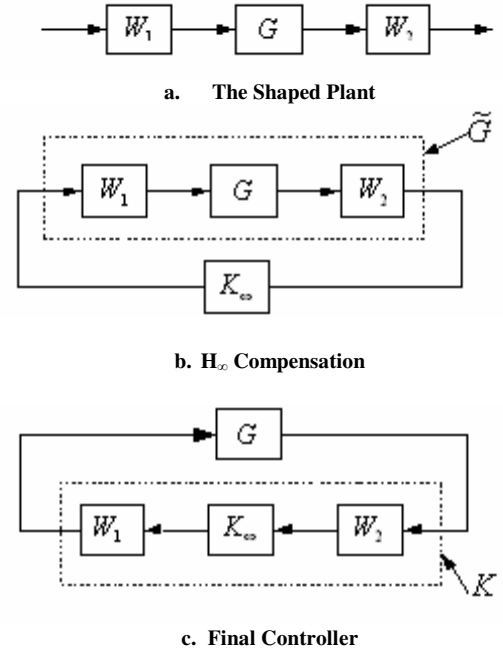 W₁ G W₂
a. The Shaped Plant
G̃
W₁ G W₂
K∞
b. H∞ Compensation
G
W₁ K∞ W₂
K
c. Final Controller